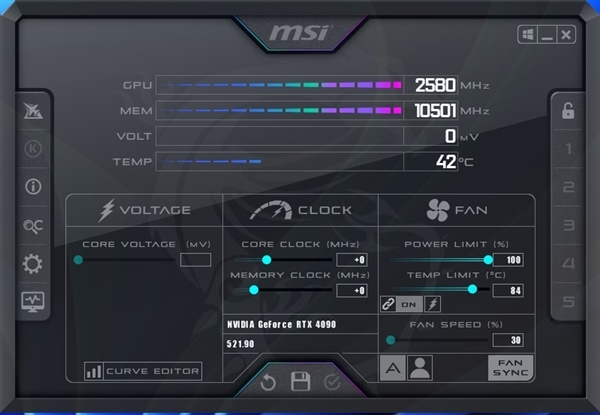 msi
GPU 2580 MHz
MEM 10501 MHz
VOLT 0 mV
TEMP 42 °C
K
1
2
3
4
5
VOLTAGE
CORE VOLTAGE (MV)
CLOCK
CORE CLOCK (MHz)
+0
MEMORY CLOCK (MHz)
+0
FAN
POWER LIMIT (%)
100
TEMP LIMIT (°C)
ON 84
NVIDIA GeForce RTX 4090
521.90
FAN SPEED (%)
30
CURVE EDITOR
A
FAN
SYNC